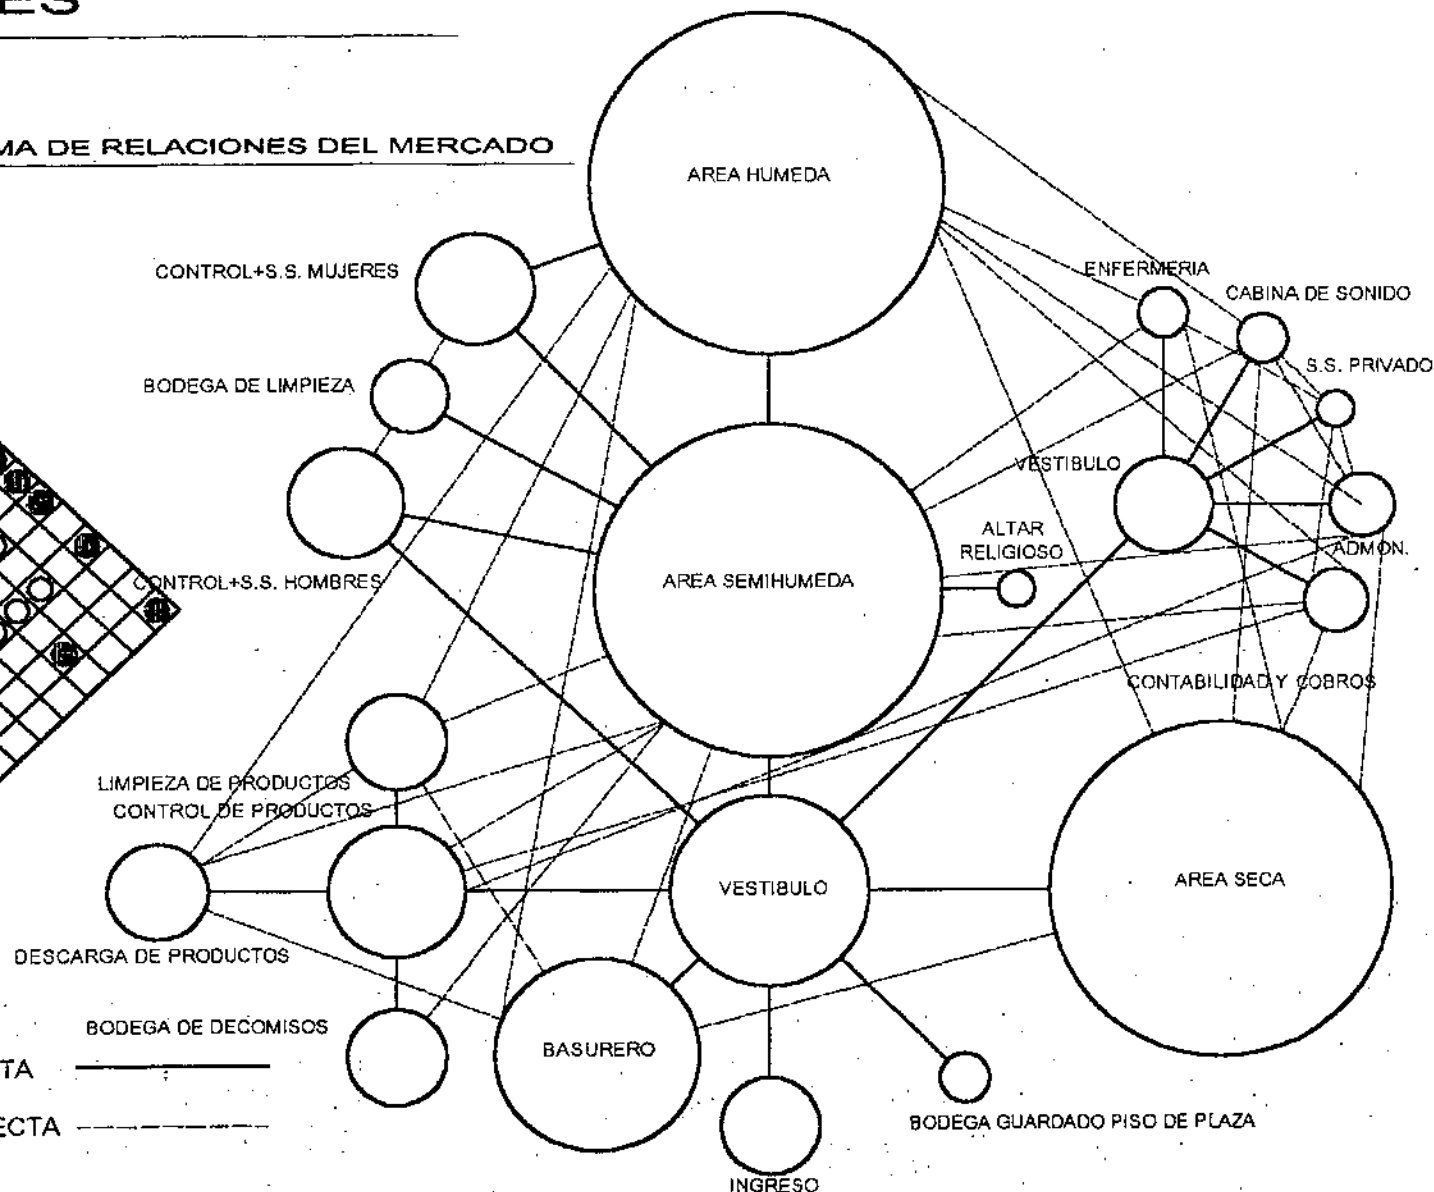 ES
MA DE RELACIONES DEL MERCADO
AREA HUMEDA
CONTROL+S.S. MUJERES
ENFERMERIA
CABINA DE SONIDO
S.S. PRIVADO
BODEGA DE LIMPIEZA
VESTIBULO
ALTAR
RELIGIOSO
ADMON.
CONTROL+S.S. HOMBRES
AREA SEMIHUMEDA
CONTABILIDAD Y COBROS
LIMPIEZA DE PRODUCTOS
CONTROL DE PRODUCTOS
VESTIBULO
AREA SECA
DESCARGA DE PRODUCTOS
BODEGA DE DECOMISOS
BASURERO
TA
ECTA
BODEGA GUARDADO PISO DE PLAZA
INGRESO